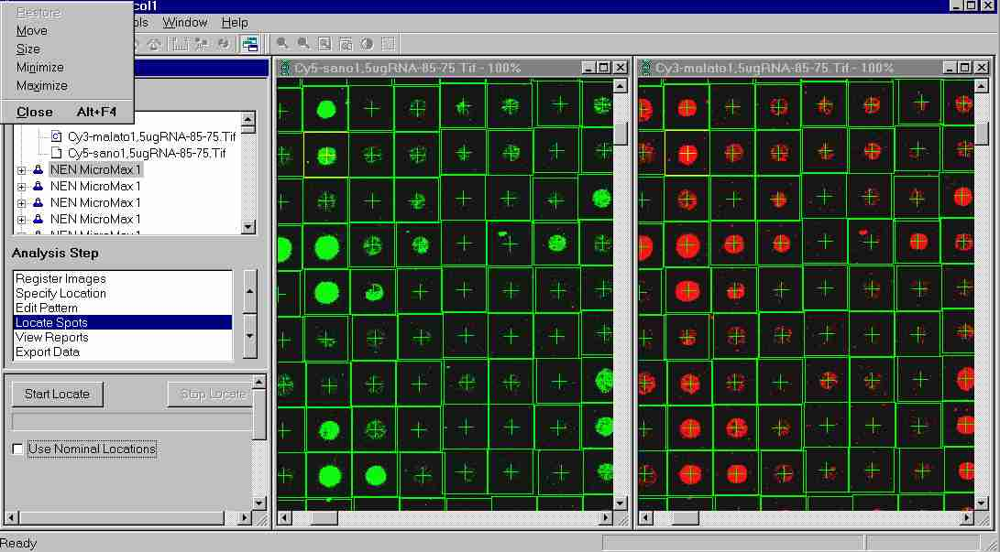 Restore col1
Move ols Window Help
Size
Minimize
Maximize
Close Alt+F4
Cy3-malato1,5ugRNA-85-75.Tif
Cy5-sano1,5ugRNA-85-75.Tif
NEN MicroMax 1
NEN MicroMax 1
NEN MicroMax 1
NEN MicroMax 1
NEN MicroMax 1
Analysis Step
Register Images
Specify Location
Edit Pattern
Locate Spots
View Reports
Export Data
Start Locate Stop Locate
Use Nominal Locations
Cy5-sano1,5ugRNA-85-75.Tif - 100%
Cy3-malato1,5ugRNA-85-75.Tif - 100%
Ready